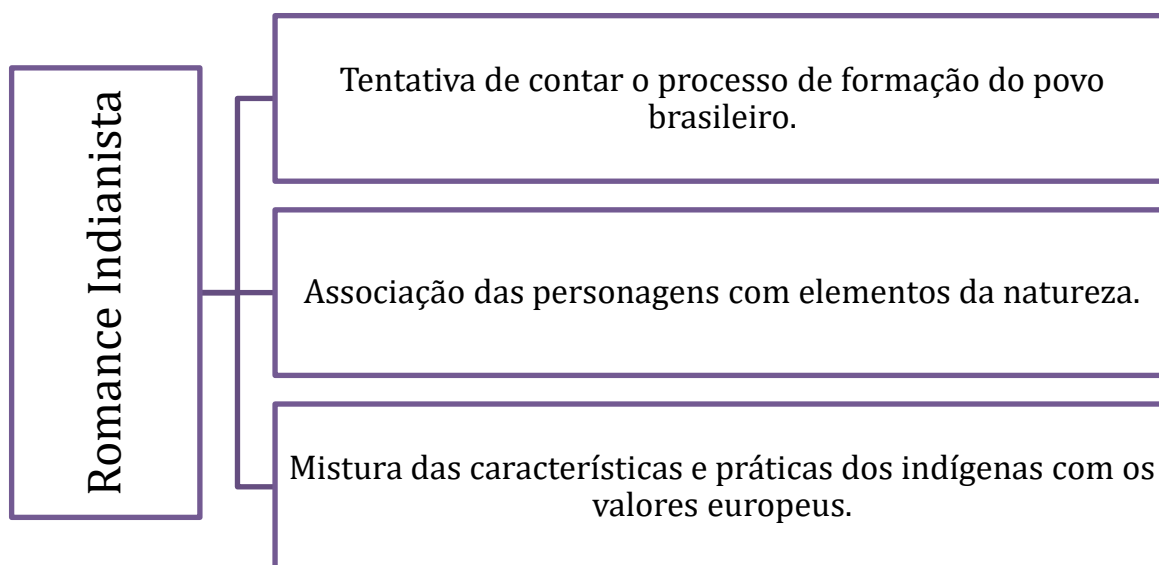 Romance Indianista
Tentativa de contar o processo de formação do povo
brasileiro.
Associação das personagens com elementos da natureza.
Mistura das características e práticas dos indígenas com os
valores europeus.